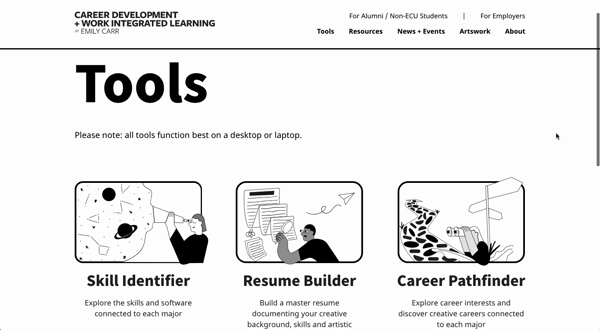 CAREER DEVELOPMENT
+ WORK INTEGRATED LEARNING
at EMILY CARR
For Alumni / Non-ECU Students | For Employers
Tools Resources News + Events Artswork About
Tools
Please note: all tools function best on a desktop or laptop.
Skill Identifier
Explore the skills and software
connected to each major
Resume Builder
Build a master resume
documenting your creative
background, skills and artistic
Career Pathfinder
Explore career interests and
discover creative careers connected
to each major